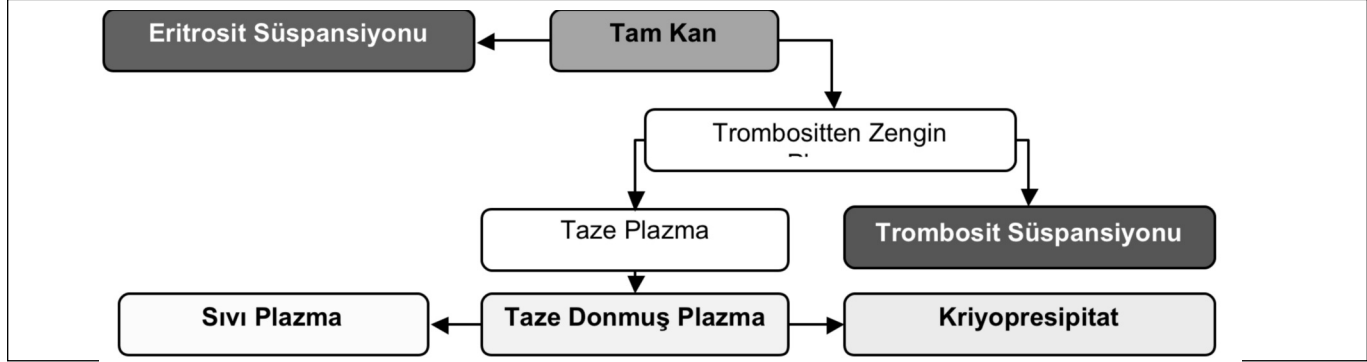 Eritrosit Süspansiyonu
Tam Kan
Trombositten Zengin
Taze Plazma
Trombosit Süspansiyonu
Sıvı Plazma
Taze Donmuş Plazma
Kriyopresipitat